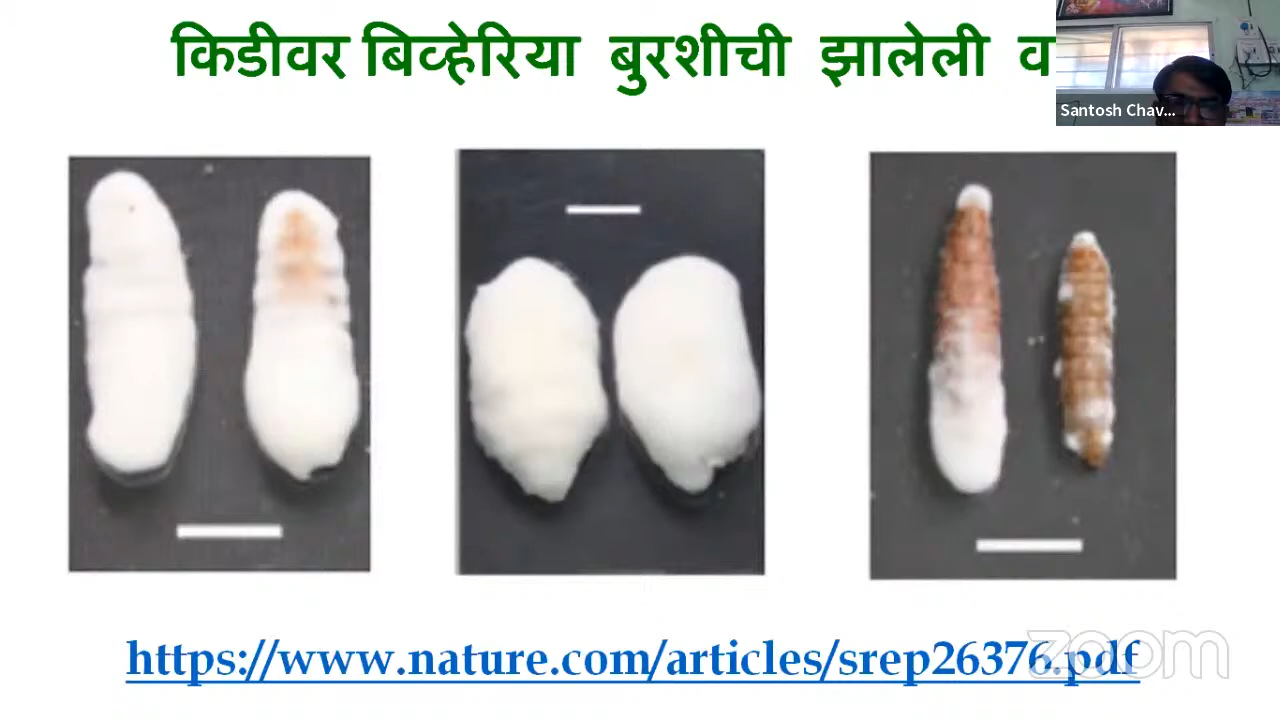 किडीवर बिव्हेरिया बुरशीची झालेली व
Santosh Chav...
https://www.nature.com/articles/srep26376.pdf
zoom